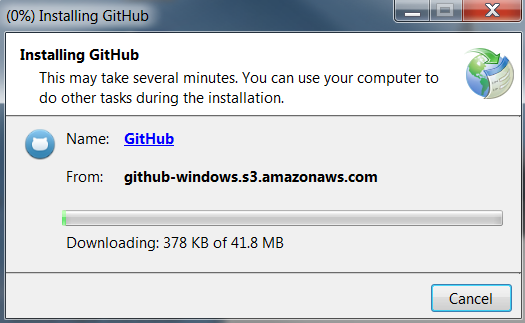 (0%) Installing GitHub
Installing GitHub
This may take several minutes. You can use your computer to
do other tasks during the installation.
Name: GitHub
From: github-windows.s3.amazonaws.com
Downloading: 378 KB of 41.8 MB
Cancel